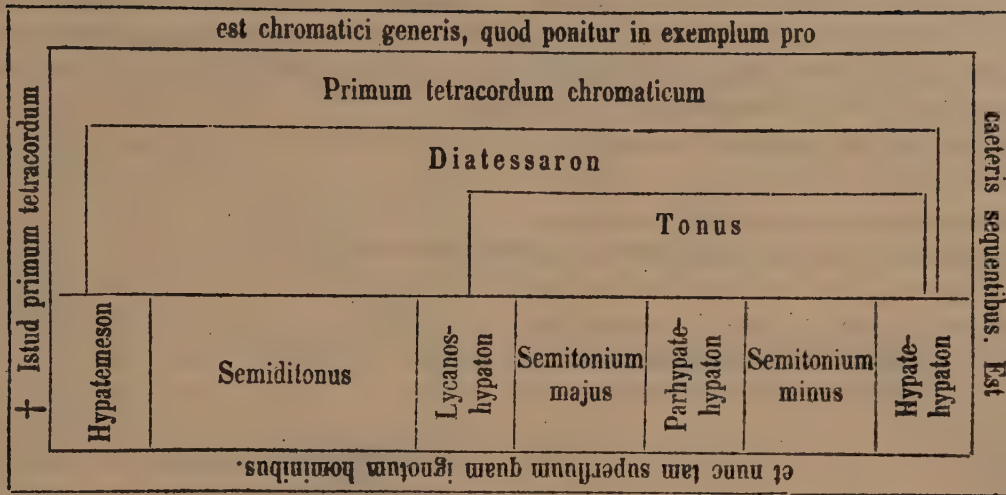 † Istud primum tetracordum
est chromatici generis, quod ponitur in exemplum pro
caeteris sequentibus. Est
et nunc tam superfluum quam ignotum hominibus.
Primum tetracordum chromaticum
Diatessaron
Tonus
Hypatemeson
Semiditonus
Lycanos-
hypaton
Semitonium
majus
Parhypate-
hypaton
Semitonium
minus
Hypate-
hypaton